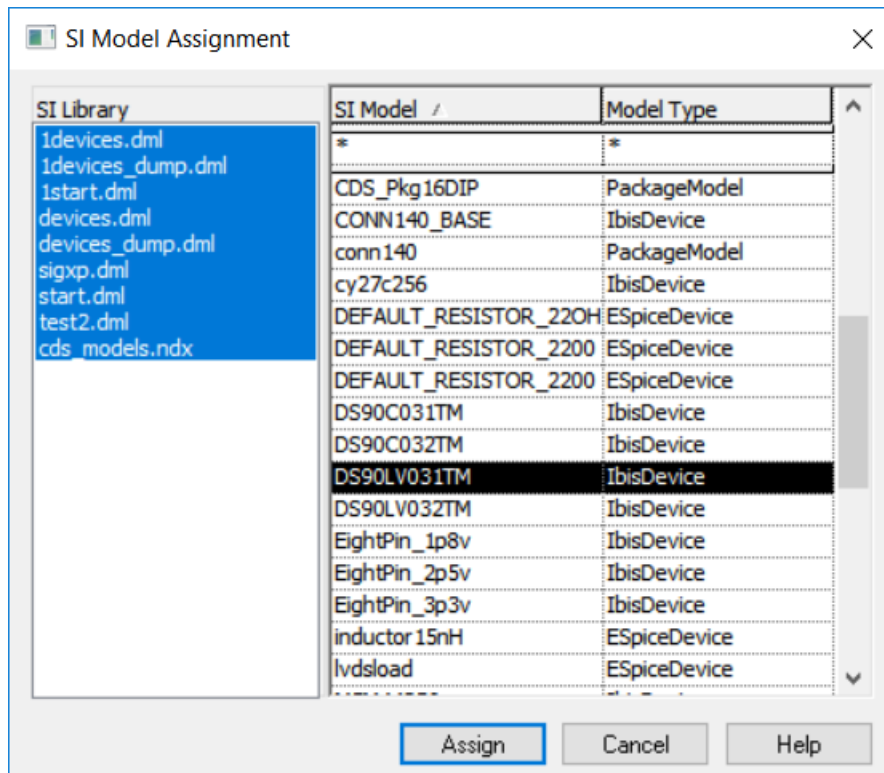 SI Model Assignment
SI Library
1devices.dml
1devices_dump.dml
1start.dml
devices.dml
devices_dump.dml
sigxp.dml
start.dml
test2.dml
cds_models.ndx
SI Model Model Type
* *
CDS_Pkg16DIP PackageModel
CONN140_BASE IbisDevice
conn140 PackageModel
cy27c256 IbisDevice
DEFAULT_RESISTOR_22OH ESpiceDevice
DEFAULT_RESISTOR_2200 ESpiceDevice
DEFAULT_RESISTOR_2200 ESpiceDevice
DS90C031TM IbisDevice
DS90C032TM IbisDevice
DS90LV031TM IbisDevice
DS90LV032TM IbisDevice
EightPin_1p8v IbisDevice
EightPin_2p5v IbisDevice
EightPin_3p3v IbisDevice
inductor15nH ESpiceDevice
lvdsload ESpiceDevice
Assign Cancel Help